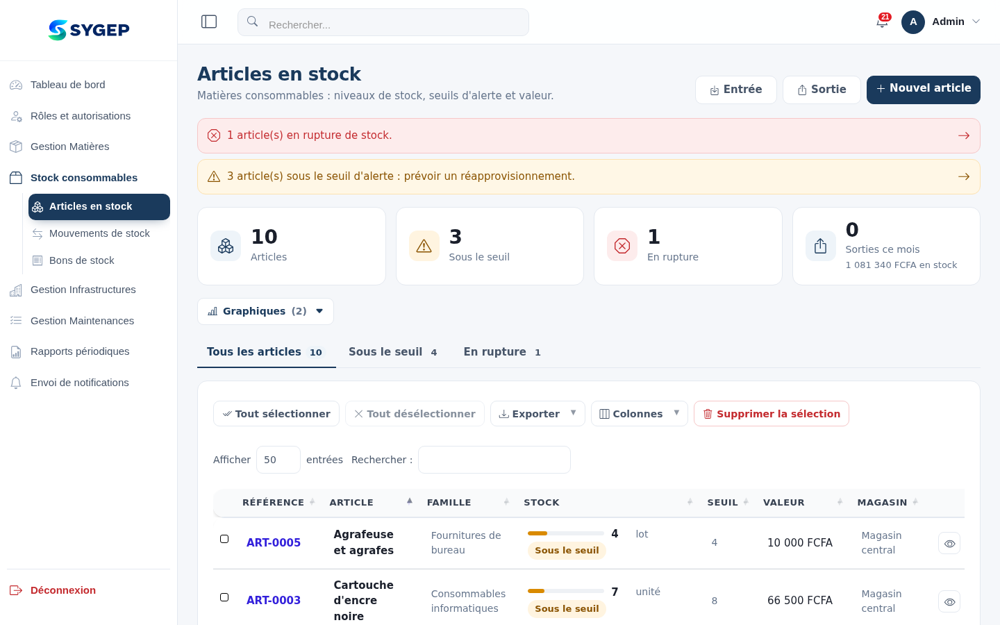 SYGEP
Rechercher...
21
A
Admin
Tableau de bord
Rôles et autorisations
Gestion Matières
Stock consommables
Articles en stock
Mouvements de stock
Bons de stock
Gestion Infrastructures
Gestion Maintenances
Rapports périodiques
Envoi de notifications
Déconnexion
Articles en stock
Matières consommables : niveaux de stock, seuils d'alerte et valeur.
Entrée
Sortie
Nouvel article
1 article(s) en rupture de stock.
3 article(s) sous le seuil d'alerte : prévoir un réapprovisionnement.
10
Articles
3
Sous le seuil
1
En rupture
0
Sorties ce mois
1 081 340 FCFA en stock
Graphiques (2)
Tous les articles 10
Sous le seuil 4
En rupture 1
Tout sélectionner
Tout désélectionner
Exporter
Colonnes
Supprimer la sélection
Afficher 50 entrées Rechercher :
RÉFÉRENCE ARTICLE FAMILLE STOCK SEUIL VALEUR MAGASIN
ART-0005
Agrafeuse
et agrafes
Fournitures de
bureau
4 lot
Sous le seuil
4
10 000 FCFA
Magasin
central
ART-0003
Cartouche
d'encre
noire
Consommables
informatiques
7 unité
Sous le seuil
8
66 500 FCFA
Magasin
central